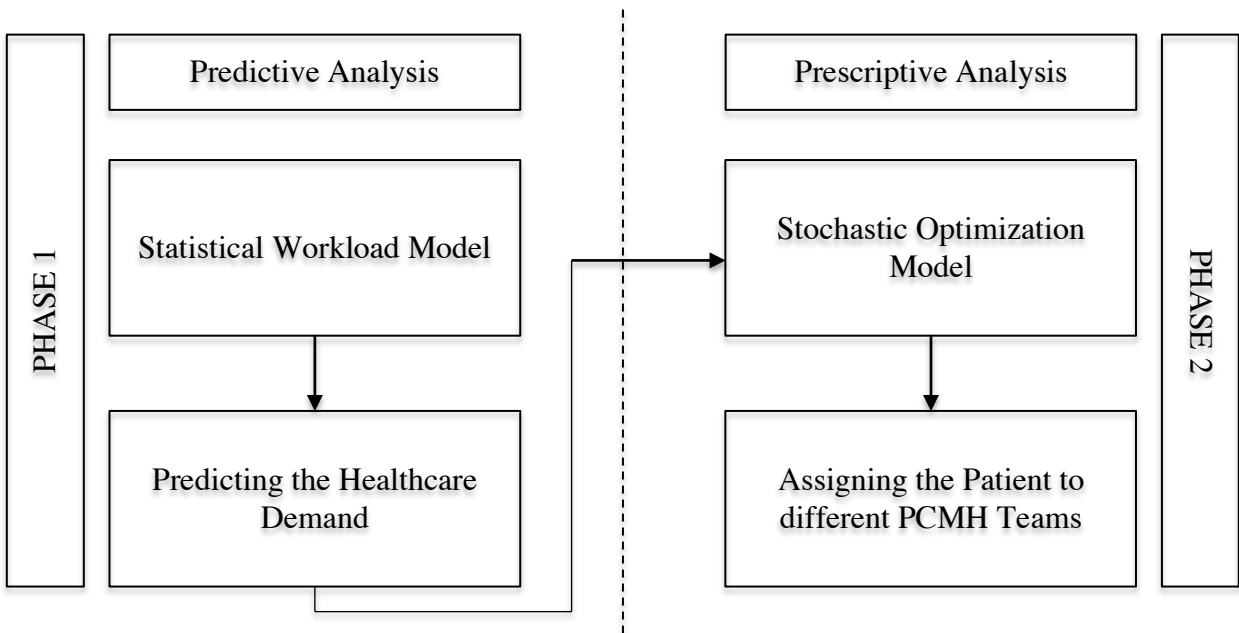 PHASE 1
Predictive Analysis
Statistical Workload Model
Predicting the Healthcare
Demand
Prescriptive Analysis
Stochastic Optimization
Model
Assigning the Patient to
different PCMH Teams
PHASE 2